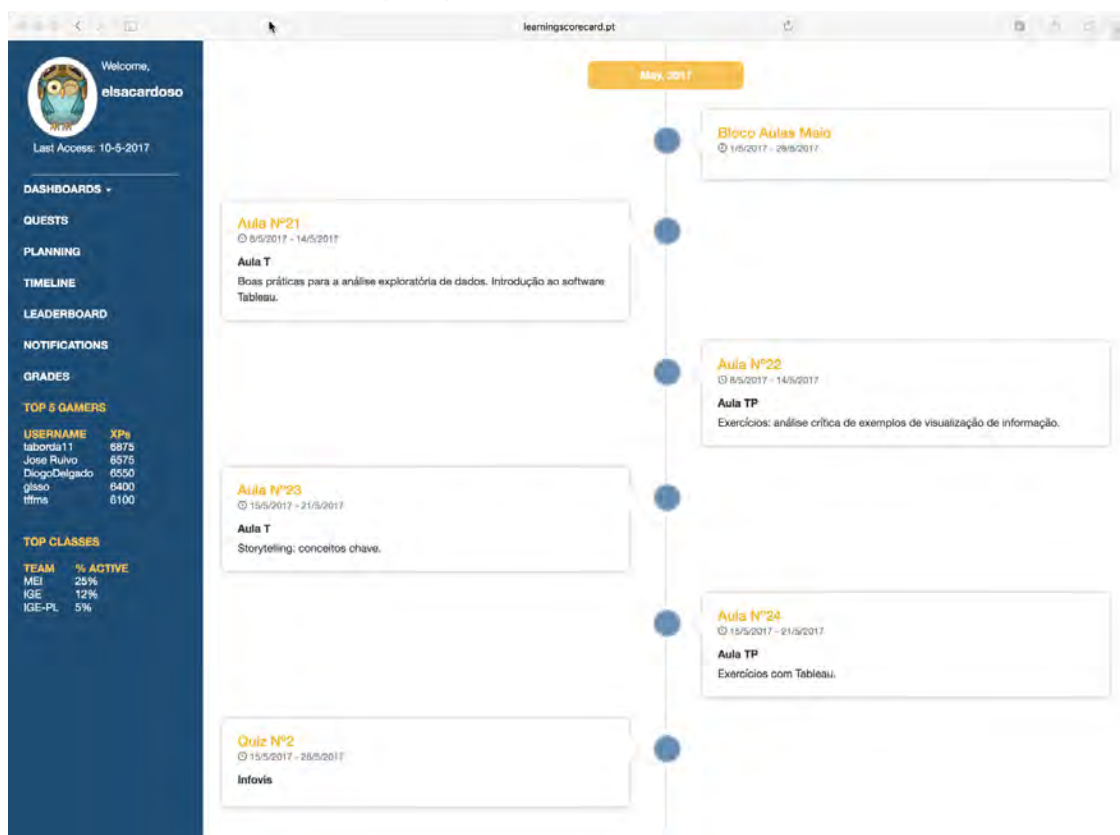 learningscorecard.pt
Welcome,
elsacardoso
Last Access: 10-5-2017
DASHBOARDS
QUESTS
PLANNING
TIMELINE
LEADERBOARD
NOTIFICATIONS
GRADES
TOP 5 GAMERS
USERNAME XPs
taborda11 6875
Jose Ruivo 6575
DiogoDelgado 6550
glsso 6400
tffms 6100
TOP CLASSES
TEAM % ACTIVE
MEI 25%
IGE 12%
IGE-PL 5%
May, 2017
Bloco Aulas Maio
1/5/2017 - 28/5/2017
Aula Nº21
8/5/2017 - 14/5/2017
Aula T
Boas práticas para a análise exploratória de dados. Introdução ao software
Tableau.
Aula Nº22
8/5/2017 - 14/5/2017
Aula TP
Exercícios: análise crítica de exemplos de visualização de informação.
Aula Nº23
15/5/2017 - 21/5/2017
Aula T
Storytelling: conceitos chave.
Aula Nº24
15/5/2017 - 21/5/2017
Aula TP
Exercícios com Tableau.
Quiz Nº2
15/5/2017 - 28/5/2017
Infovis